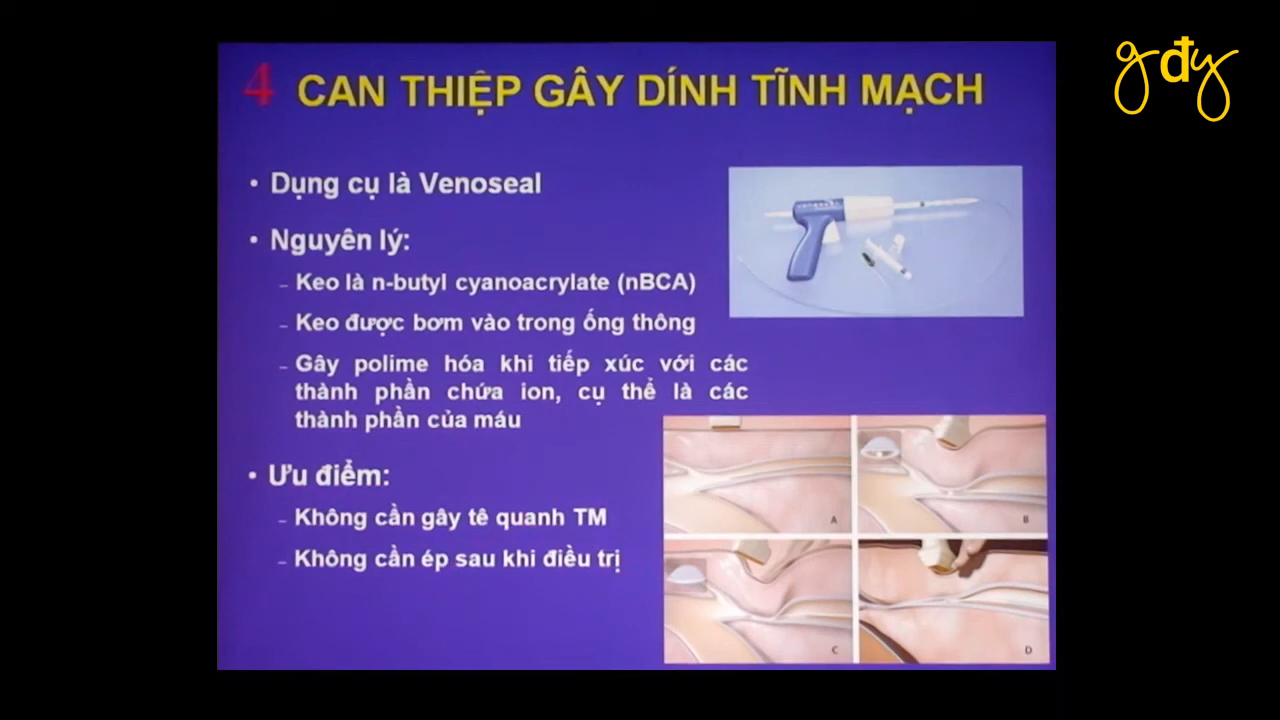 gđy
4 CAN THIỆP GÂY DÍNH TĨNH MẠCH
• Dụng cụ là Venoseal
• Nguyên lý:
– Keo là n-butyl cyanoacrylate (nBCA)
– Keo được bơm vào trong ống thông
– Gây polime hóa khi tiếp xúc với các
thành phần chứa ion, cụ thể là các
thành phần của máu
• Ưu điểm:
– Không cần gây tê quanh TM
– Không cần ép sau khi điều trị
A
B
C
D